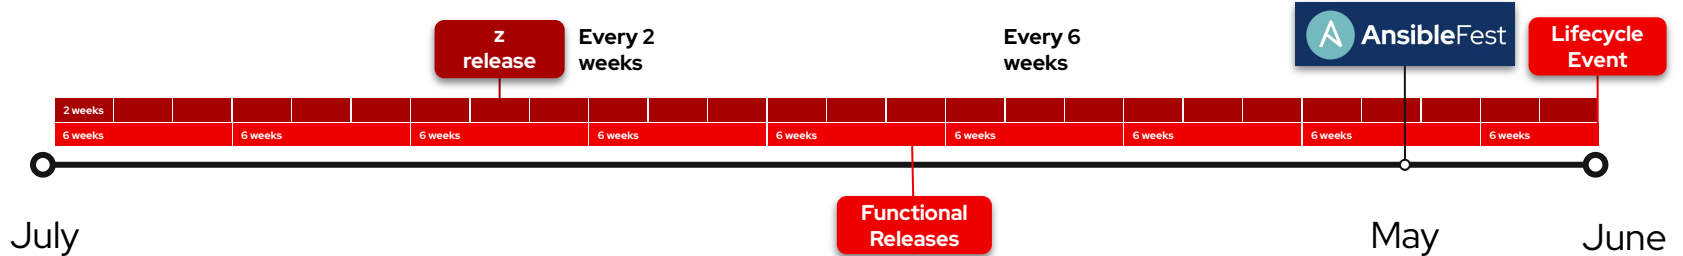 z
release
Every 2
weeks
Every 6
weeks
AnsibleFest
Lifecycle
Event
2 weeks
6 weeks
6 weeks
6 weeks
6 weeks
6 weeks
6 weeks
6 weeks
6 weeks
6 weeks
Functional
Releases
July
May
June